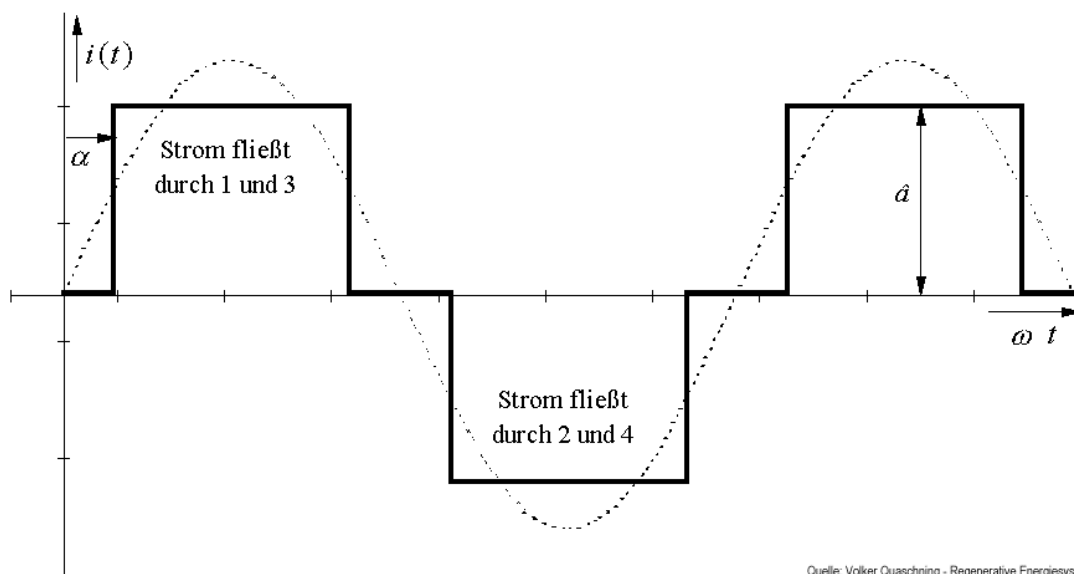 i(t)
α
Strom fließt
durch 1 und 3
â
Strom fließt
durch 2 und 4
ω t
Quelle: Volker Quaschning - Regenerative Energiesys